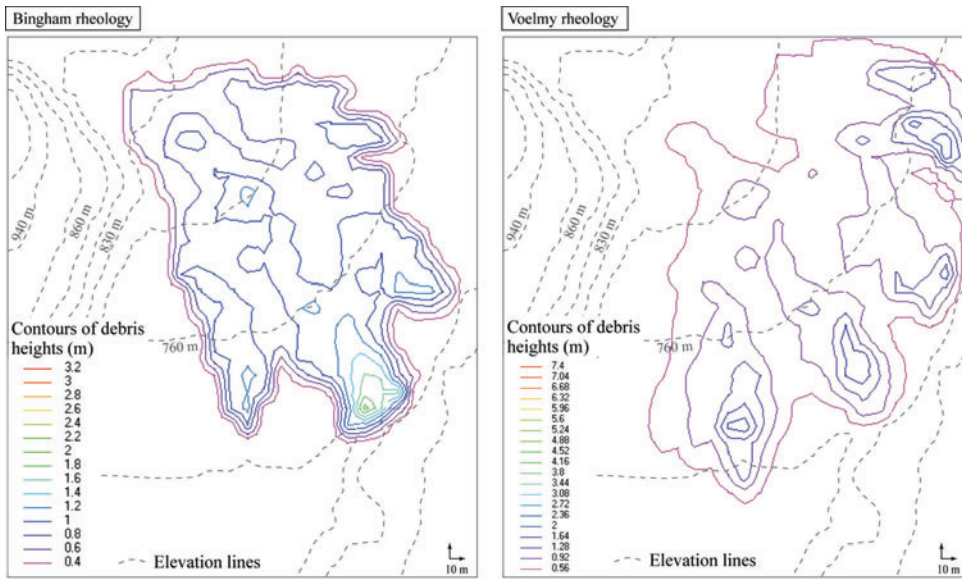 Bingham rheology
940 m
860 m
830 m
760 m
Contours of debris
heights (m)
3.2
3
2.8
2.6
2.4
2.2
2
1.8
1.6
1.4
1.2
1
0.8
0.6
0.4
Elevation lines
10 m
Voelmy rheology
940 m
860 m
830 m
760 m
Contours of debris
heights (m)
7.4
7.04
6.68
6.32
5.96
5.6
5.24
4.88
4.52
4.16
3.8
3.44
3.08
2.72
2.36
2
1.64
1.28
0.92
0.56
Elevation lines
10 m